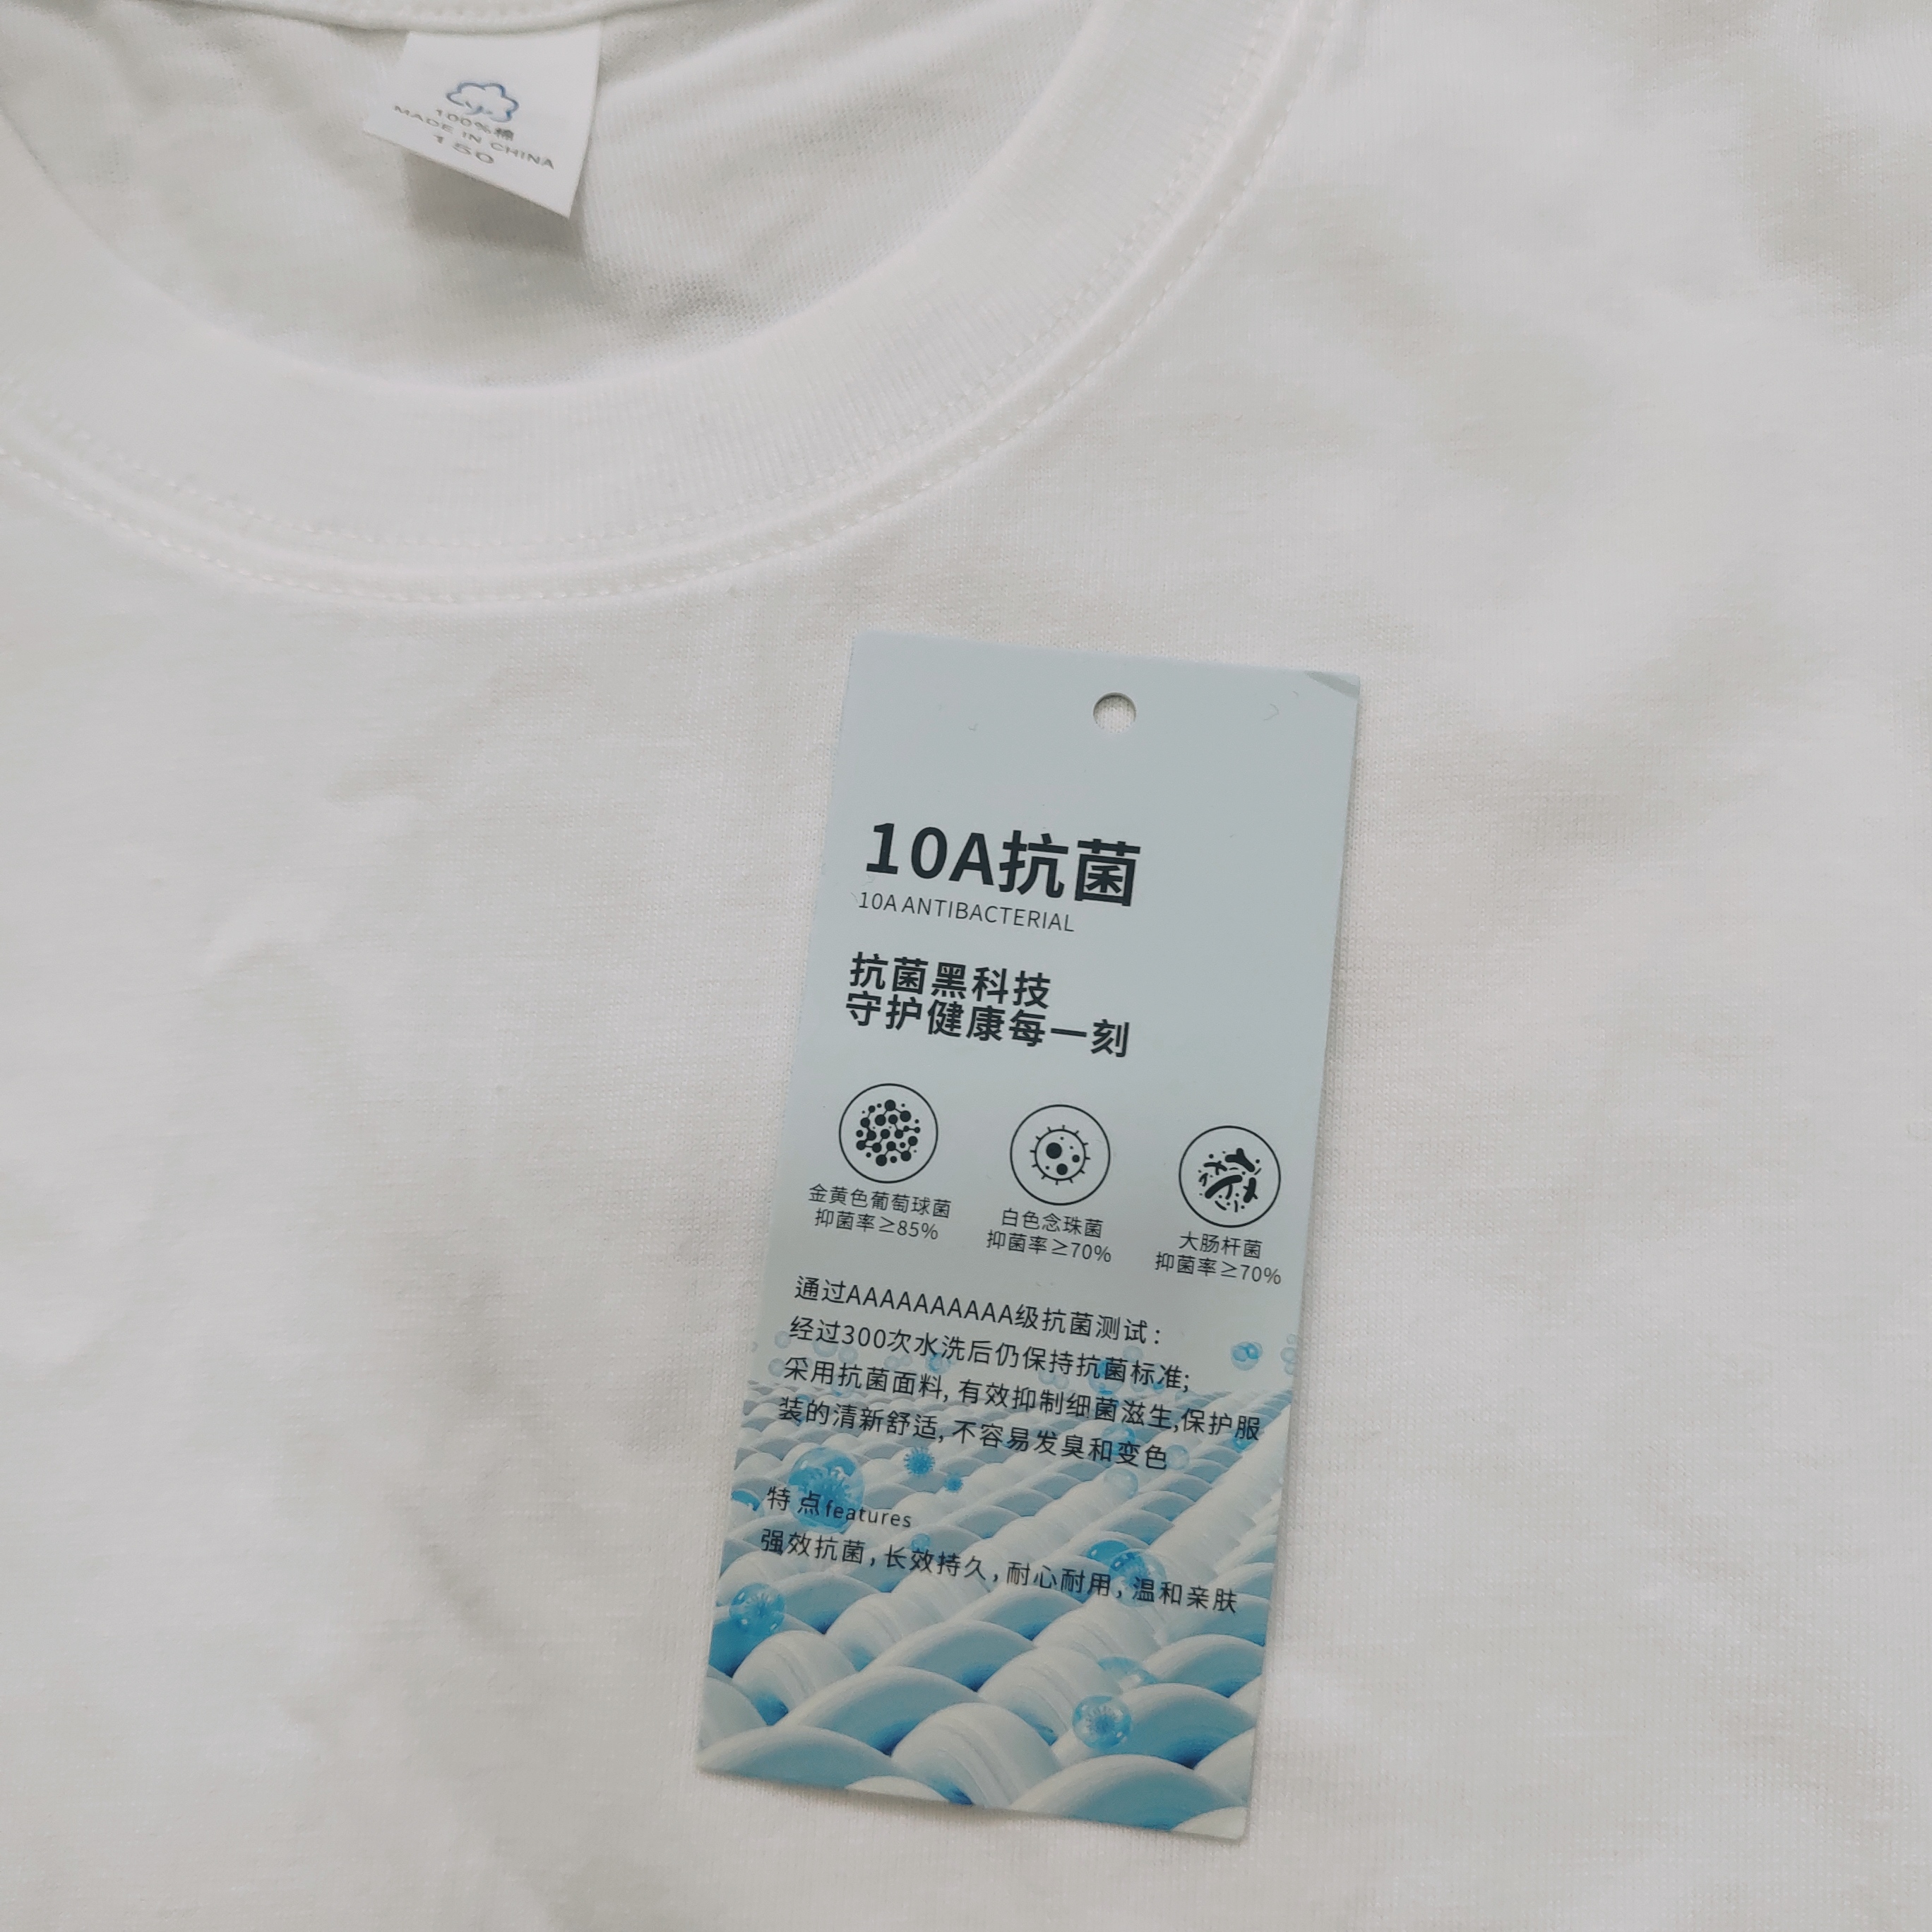 100%棉
MADE IN CHINA
150
10A抗菌
10A ANTIBACTERIAL
抗菌黑科技
守护健康每一刻
金黄色葡萄球菌
抑菌率≥85%
白色念珠菌
抑菌率≥70%
大肠杆菌
抑菌率≥70%
通过AAAAAAAAAA级抗菌测试:
经过300次水洗后仍保持抗菌标准;
采用抗菌面料,有效抑制细菌滋生,保护服
装的清新舒适,不容易发臭和变色
特点features
强效抗菌,长效持久,耐心耐用,温和亲肤